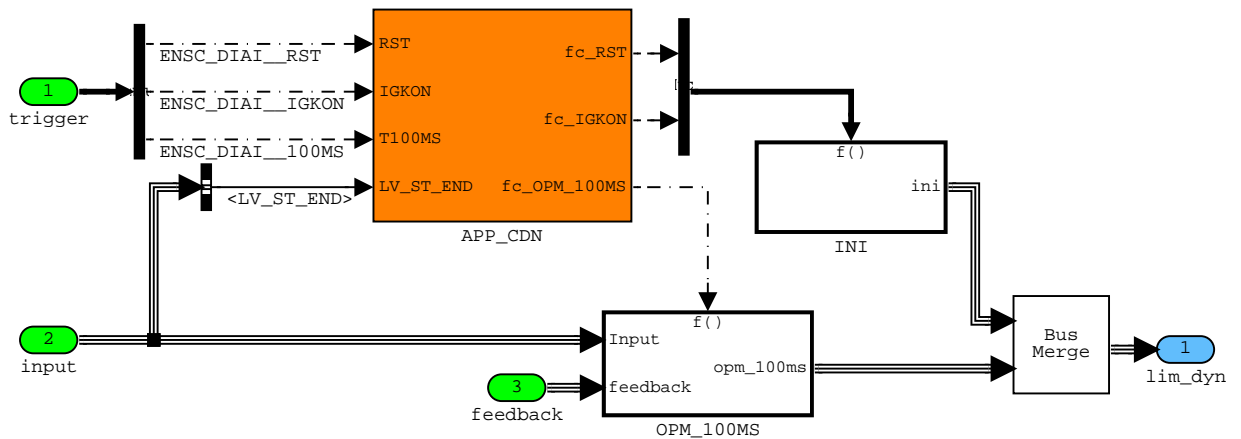 1
trigger
ENSC_DIAI__RST
ENSC_DIAI__IGKON
ENSC_DIAI__100MS
<LV_ST_END>
RST
IGKON
T100MS
LV_ST_END
fc_RST
fc_IGKON
fc_OPM_100MS
APP_CDN
f()
ini
INI
2
input
3
feedback
f()
Input
feedback
opm_100ms
OPM_100MS
Bus
Merge
1
lim_dyn